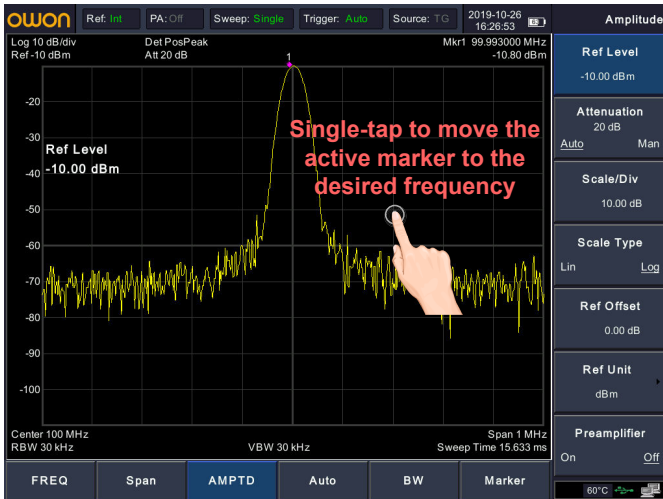 OWON Ref: Int PA: Off Sweep: Single Trigger: Auto Source: TG 2019-10-26 Amplitude
16:26:53
Log 10 dB/div Det PosPeak Mkr1 99.993000 MHz
Ref -10 dBm Att 20 dB -10.80 dBm
1
-20
-30
-40
-50
-60
-70
-80
-90
-100
Ref Level
-10.00 dBm
Single-tap to move the
active marker to the
desired frequency
Center 100 MHz Span 1 MHz
RBW 30 kHz VBW 30 kHz Sweep Time 15.633 ms
Ref Level
-10.00 dBm
Attenuation
20 dB
Auto Man
Scale/Div
10.00 dB
Scale Type
Lin Log
Ref Offset
0.00 dB
Ref Unit
dBm
Preamplifier
On Off
FREQ Span AMPTD Auto BW Marker
60°C